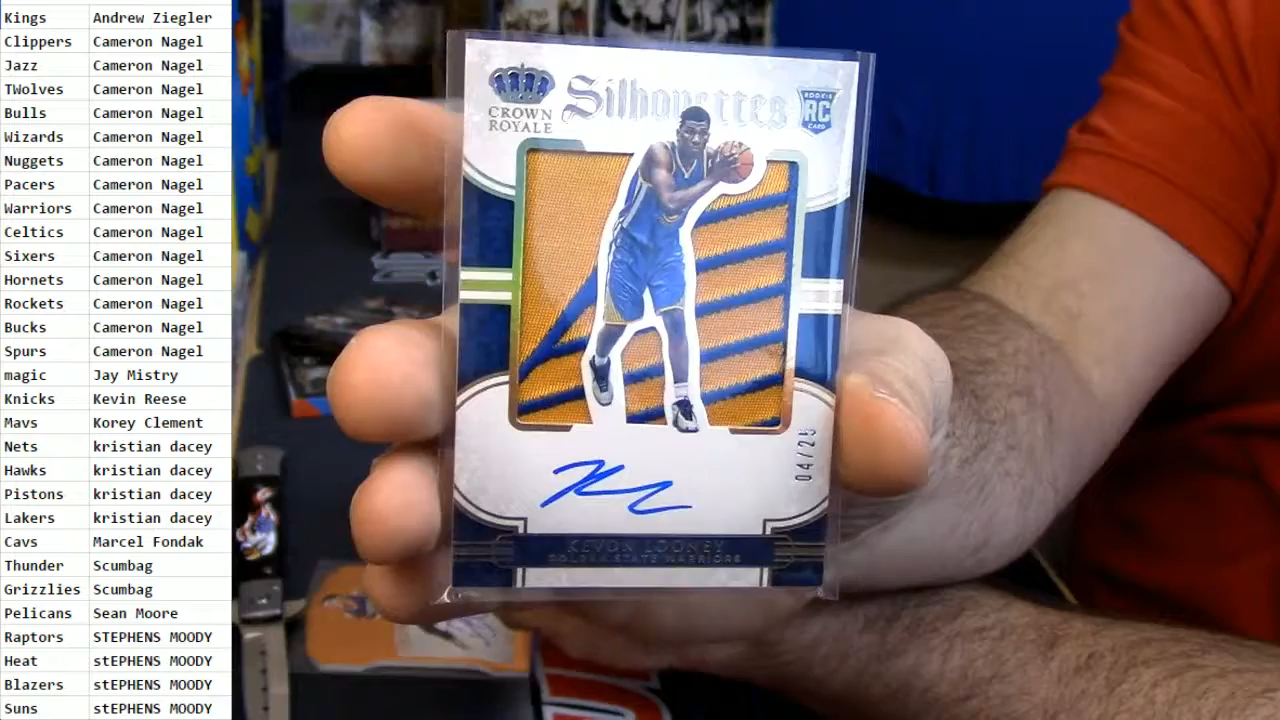 Kings Andrew Ziegler
Clippers Cameron Nagel
Jazz Cameron Nagel
TWolves Cameron Nagel
Bulls Cameron Nagel
Wizards Cameron Nagel
Nuggets Cameron Nagel
Pacers Cameron Nagel
Warriors Cameron Nagel
Celtics Cameron Nagel
Sixers Cameron Nagel
Hornets Cameron Nagel
Rockets Cameron Nagel
Bucks Cameron Nagel
Spurs Cameron Nagel
magic Jay Mistry
Knicks Kevin Reese
Mavs Korey Clement
Nets kristian dacey
Hawks kristian dacey
Pistons kristian dacey
Lakers kristian dacey
Cavs Marcel Fondak
Thunder Scumbag
Grizzlies Scumbag
Pelicans Sean Moore
Raptors STEPHENS MOODY
Heat stEPHENS MOODY
Blazers stEPHENS MOODY
Suns stEPHENS MOODY
CROWN
ROYALE
Silhouettes
ROOKIE
RC
CARD
04/25
KEVON LOONEY
GOLDEN STATE WARRIORS